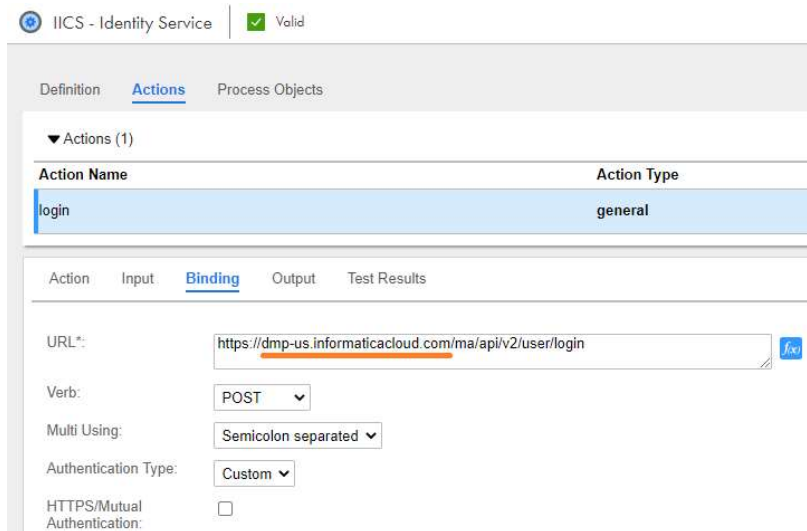 IICS - Identity Service Valid
Definition Actions Process Objects
Actions (1)
Action Name Action Type
login general
Action Input Binding Output Test Results
URL*: https://dmp-us.informaticacloud.com/ma/api/v2/user/login f(x)
Verb: POST
Multi Using: Semicolon separated
Authentication Type: Custom
HTTPS/Mutual
Authentication: